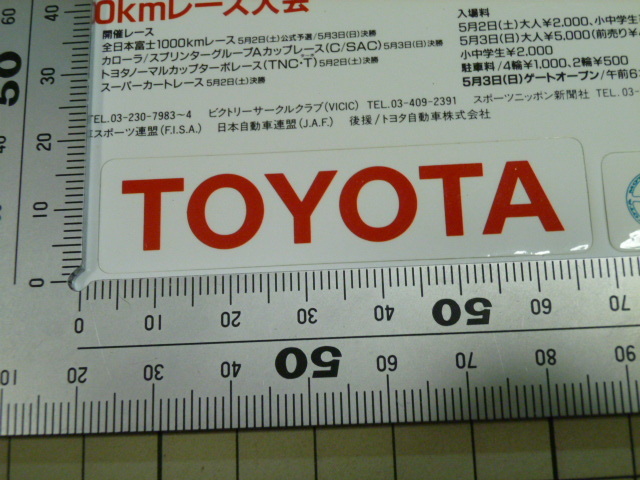 0kmレース大会
開催レース
全日本富士1000kmレース 5月2日(土)公式予選/5月3日(日)決勝
カローラ/スプリンターグループAカップレース(C/SAC) 5月3日(日)決勝
トヨタノーマルカップターボレース(TNC・T) 5月2日(土)決勝
スーパーカートレース 5月2日(土)決勝
入場料
5月2日(土)大人¥2,000、小中学生
5月3日(日)大人¥5,000(前売り¥4
小中学生¥2,000
駐車料/4輪¥1,000、2輪¥500
5月3日(日)ゲートオープン/午前6
TEL.03-230-7983〜4 ビクトリーサークルクラブ(VICIC) TEL.03-409-2391 スポーツニッポン新聞社 TEL.03-
スポーツ連盟(F.I.S.A.) 日本自動車連盟(J.A.F.) 後援/トヨタ自動車株式会社
TOYOTA
50 40
40 30 20 10 0
0 10 20 30 40 50 60 70
10 20 30 40 50 60 70 80 90